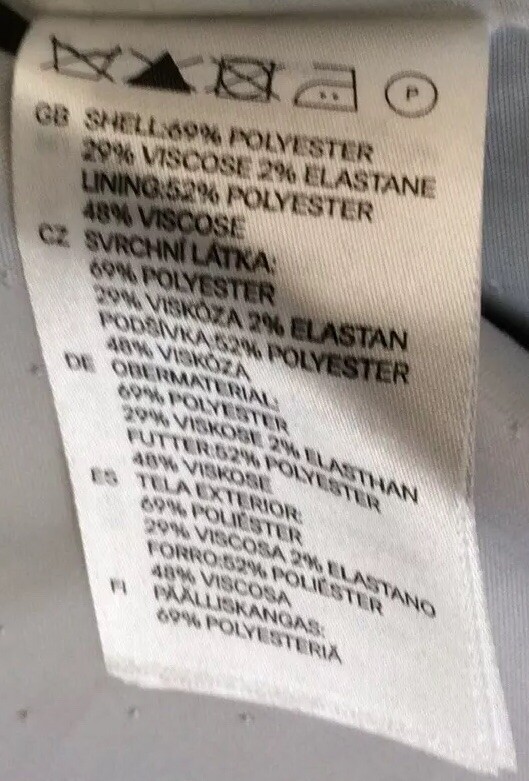 P
GB SHELL:69% POLYESTER
29% VISCOSE 2% ELASTANE
LINING:52% POLYESTER
48% VISCOSE
CZ SVRCHNÍ LÁTKA:
69% POLYESTER
29% VISKÓZA 2% ELASTAN
PODŠÍVKA:52% POLYESTER
48% VISKÓZA
DE OBERMATERIAL:
69% POLYESTER
29% VISKOSE 2% ELASTHAN
FUTTER:52% POLYESTER
48% VISKOSE
ES TELA EXTERIOR:
69% POLIÉSTER
29% VISCOSA 2% ELASTANO
FORRO:52% POLIÉSTER
48% VISCOSA
FI PÄÄLLISKANGAS:
69% POLYESTERIÄ